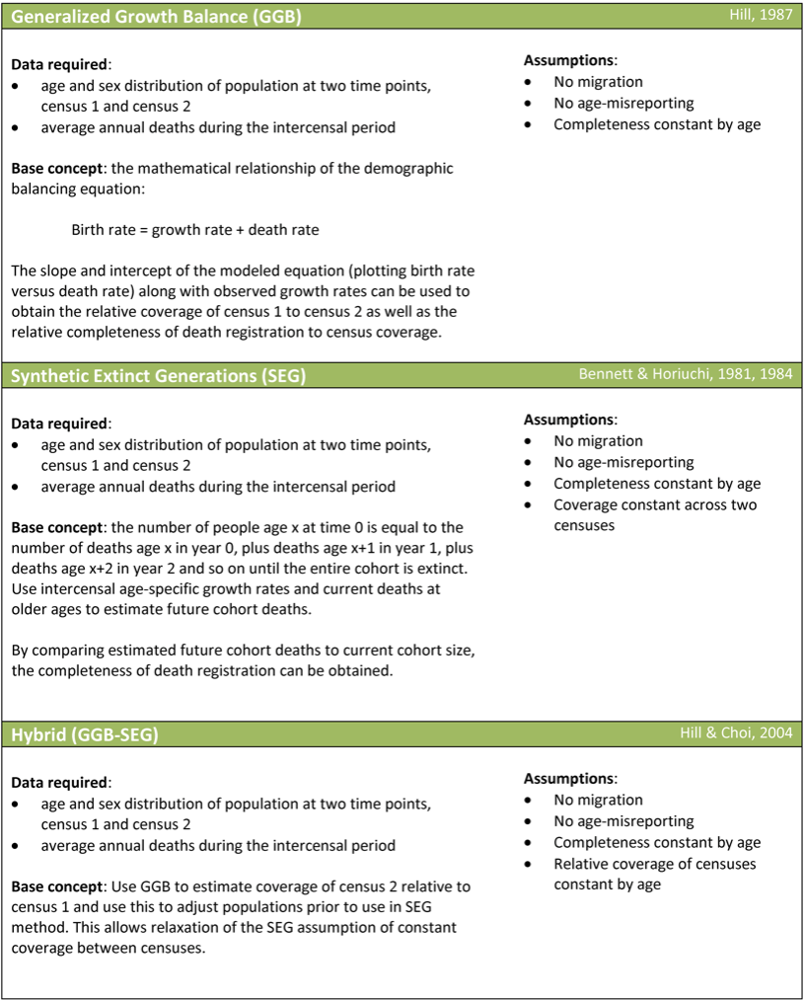 Generalized Growth Balance (GGB)
Hill, 1987
Data required:
• age and sex distribution of population at two time points,
census 1 and census 2
• average annual deaths during the intercensal period
Base concept: the mathematical relationship of the demographic
balancing equation:
Birth rate = growth rate + death rate
The slope and intercept of the modeled equation (plotting birth rate
versus death rate) along with observed growth rates can be used to
obtain the relative coverage of census 1 to census 2 as well as the
relative completeness of death registration to census coverage.
Assumptions:
• No migration
• No age-misreporting
• Completeness constant by age
Synthetic Extinct Generations (SEG)
Bennett & Horiuchi, 1981, 1984
Data required:
• age and sex distribution of population at two time points,
census 1 and census 2
• average annual deaths during the intercensal period
Base concept: the number of people age x at time 0 is equal to the
number of deaths age x in year 0, plus deaths age x+1 in year 1, plus
deaths age x+2 in year 2 and so on until the entire cohort is extinct.
Use intercensal age-specific growth rates and current deaths at
older ages to estimate future cohort deaths.
By comparing estimated future cohort deaths to current cohort size,
the completeness of death registration can be obtained.
Assumptions:
• No migration
• No age-misreporting
• Completeness constant by age
• Coverage constant across two
censuses
Hybrid (GGB-SEG)
Hill & Choi, 2004
Data required:
• age and sex distribution of population at two time points,
census 1 and census 2
• average annual deaths during the intercensal period
Base concept: Use GGB to estimate coverage of census 2 relative to
census 1 and use this to adjust populations prior to use in SEG
method. This allows relaxation of the SEG assumption of constant
coverage between censuses.
Assumptions:
• No migration
• No age-misreporting
• Completeness constant by age
• Relative coverage of censuses
constant by age